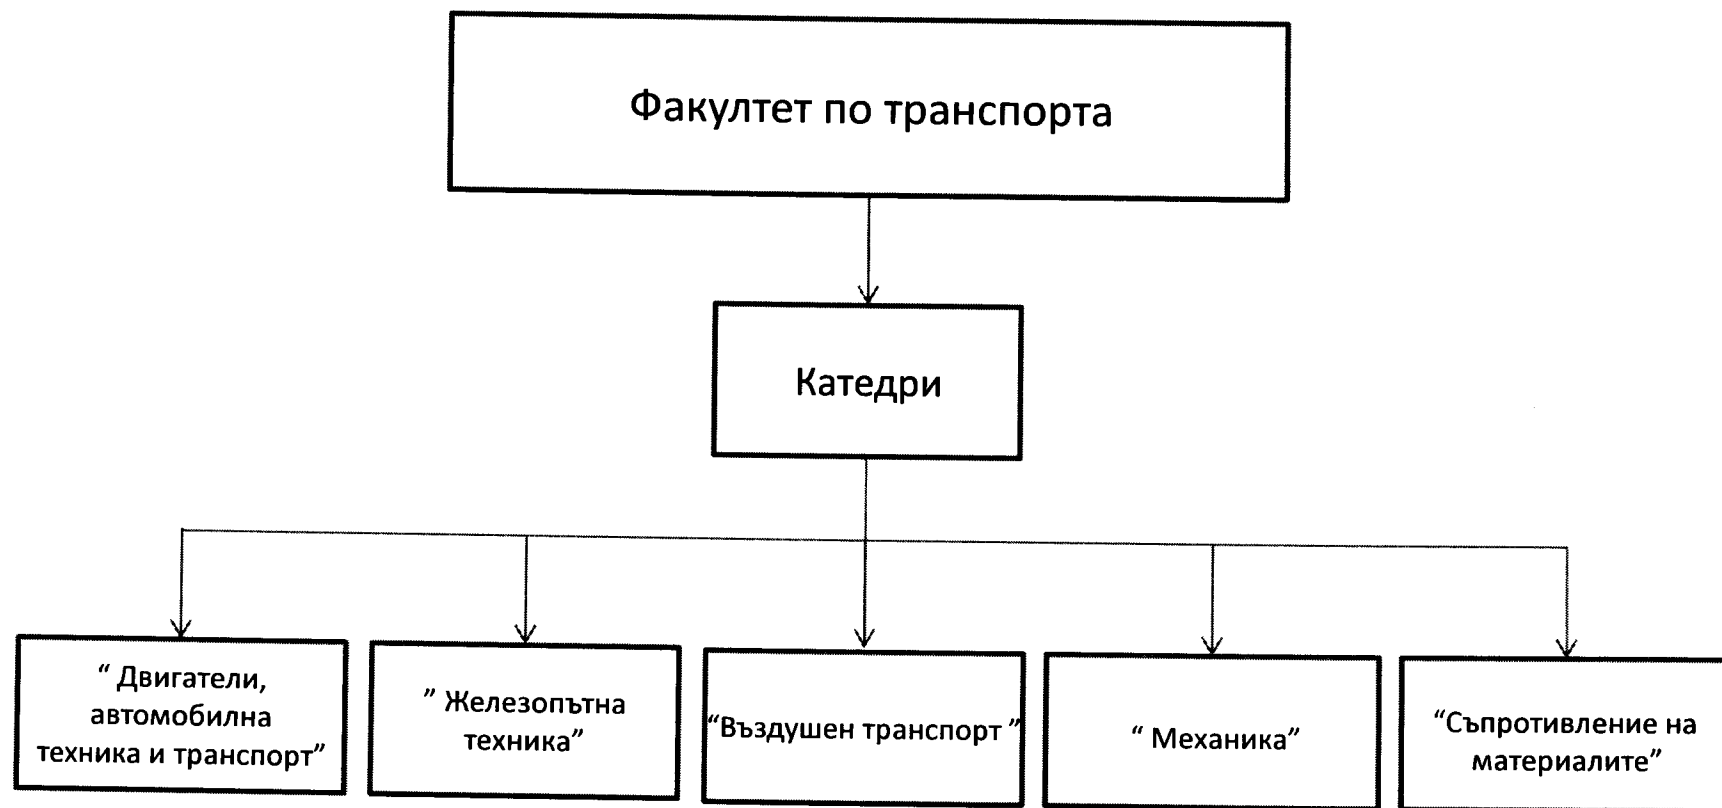 Факултет по транспорта
Катедри
“ Двигатели,
автомобилна
техника и транспорт”
” Железопътна
техника”
“Въздушен транспорт ”
“ Механика”
“Съпротивление на
материалите”